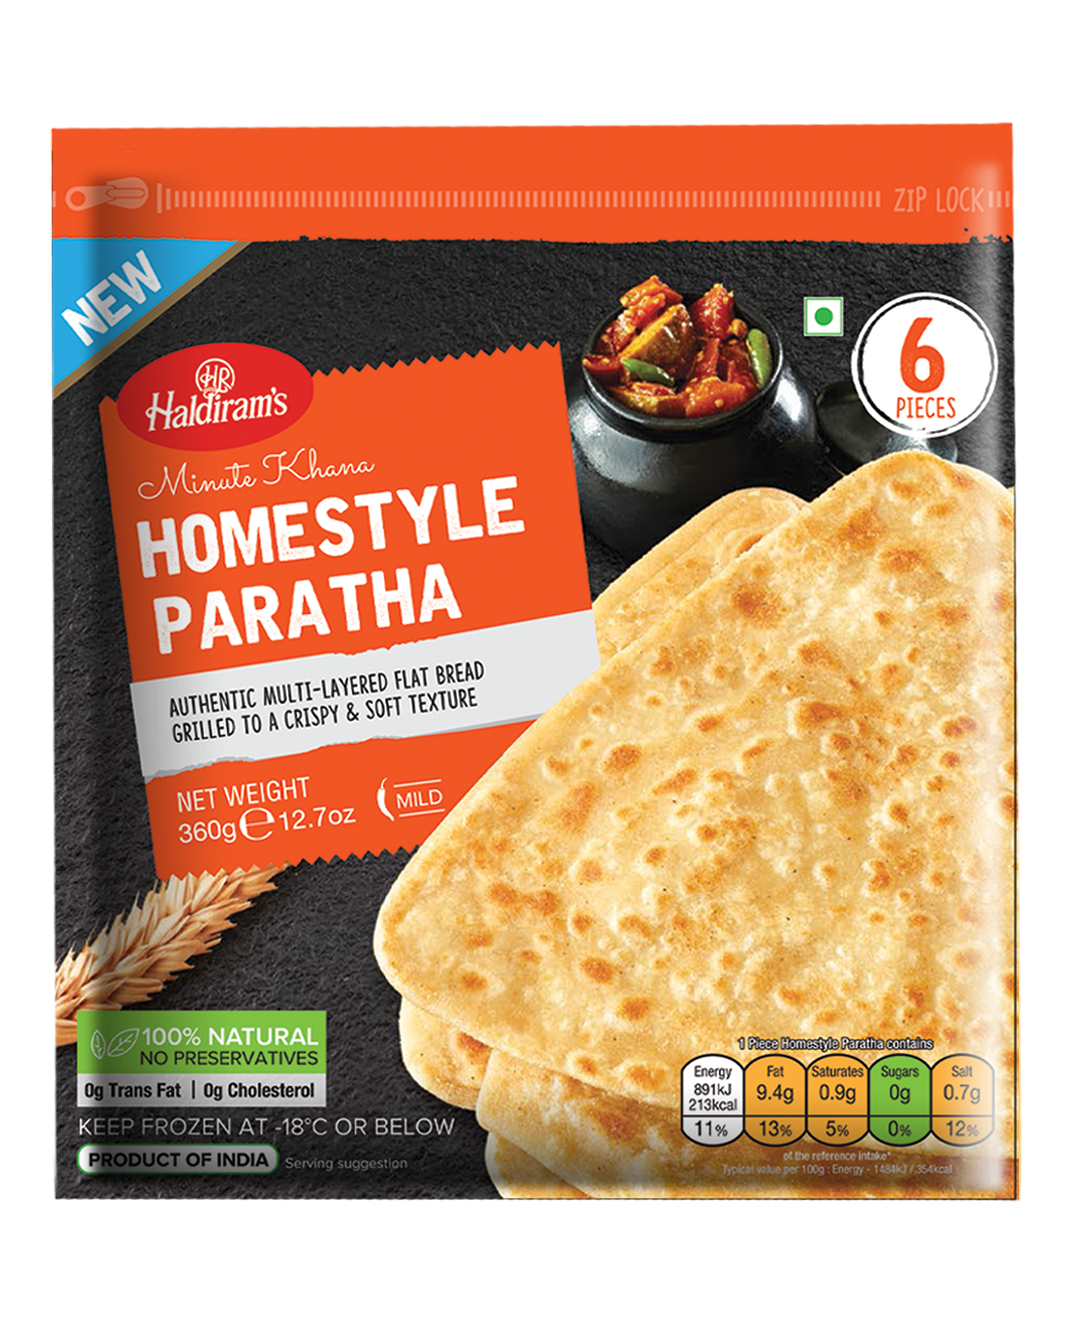 ZIP LOCK
NEW
HR
Haldiram's
6
PIECES
Minute Khana
HOMESTYLE
PARATHA
AUTHENTIC MULTI-LAYERED FLAT BREAD
GRILLED TO A CRISPY & SOFT TEXTURE
NET WEIGHT
360g℮12.7oz
MILD
100% NATURAL
NO PRESERVATIVES
0g Trans Fat | 0g Cholesterol
KEEP FROZEN AT -18°C OR BELOW
PRODUCT OF INDIA
Serving suggestion
1 Piece Homestyle Paratha contains
Energy Fat Saturates Sugars Salt
891kJ 9.4g 0.9g 0g 0.7g
213kcal
11% 13% 5% 0% 12%
of the reference intake*
Typical value per 100g : Energy - 1484kJ / 354kcal